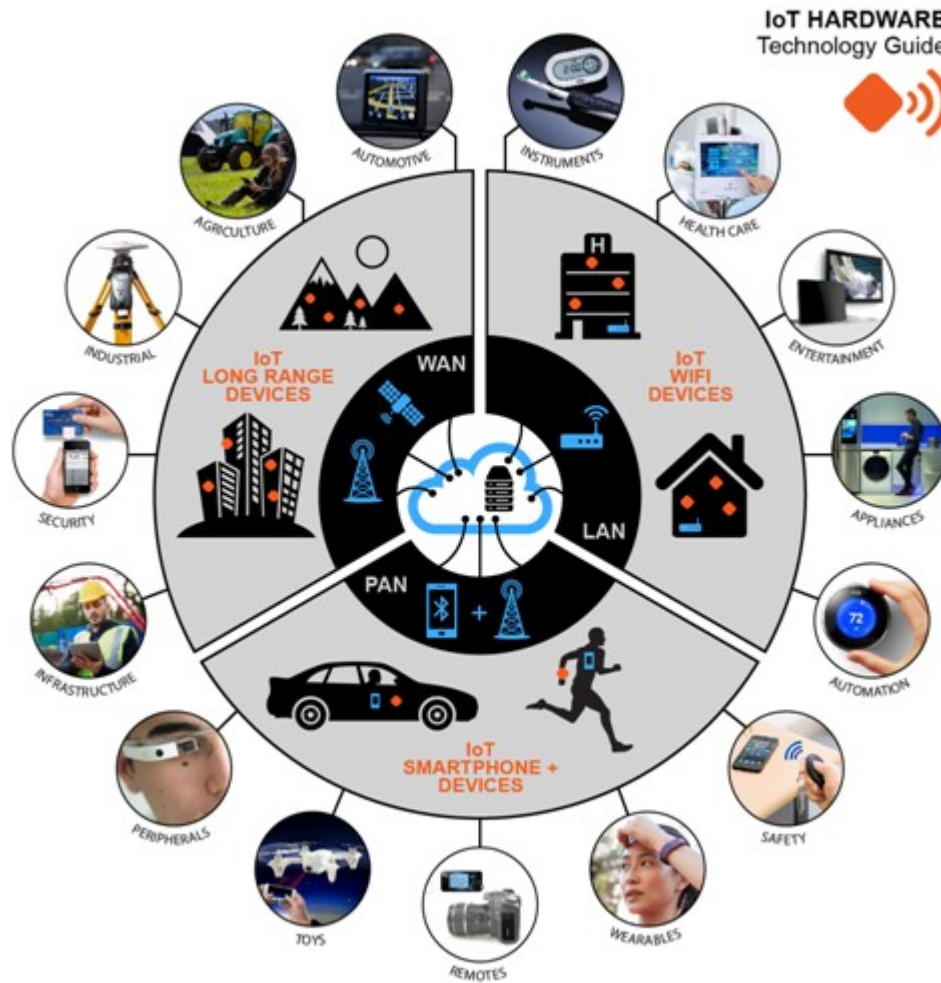 IoT HARDWARE
Technology Guide
AUTOMOTIVE
INSTRUMENTS
AGRICULTURE
HEALTH CARE
H
INDUSTRIAL
ENTERTAINMENT
IoT
LONG RANGE
DEVICES
WAN
IoT
WIFI
DEVICES
SECURITY
APPLIANCES
LAN
PAN
+
INFRASTRUCTURE
72
AUTOMATION
IoT
SMARTPHONE +
DEVICES
PERIPHERALS
SAFETY
TOYS
WEARABLES
REMOTES